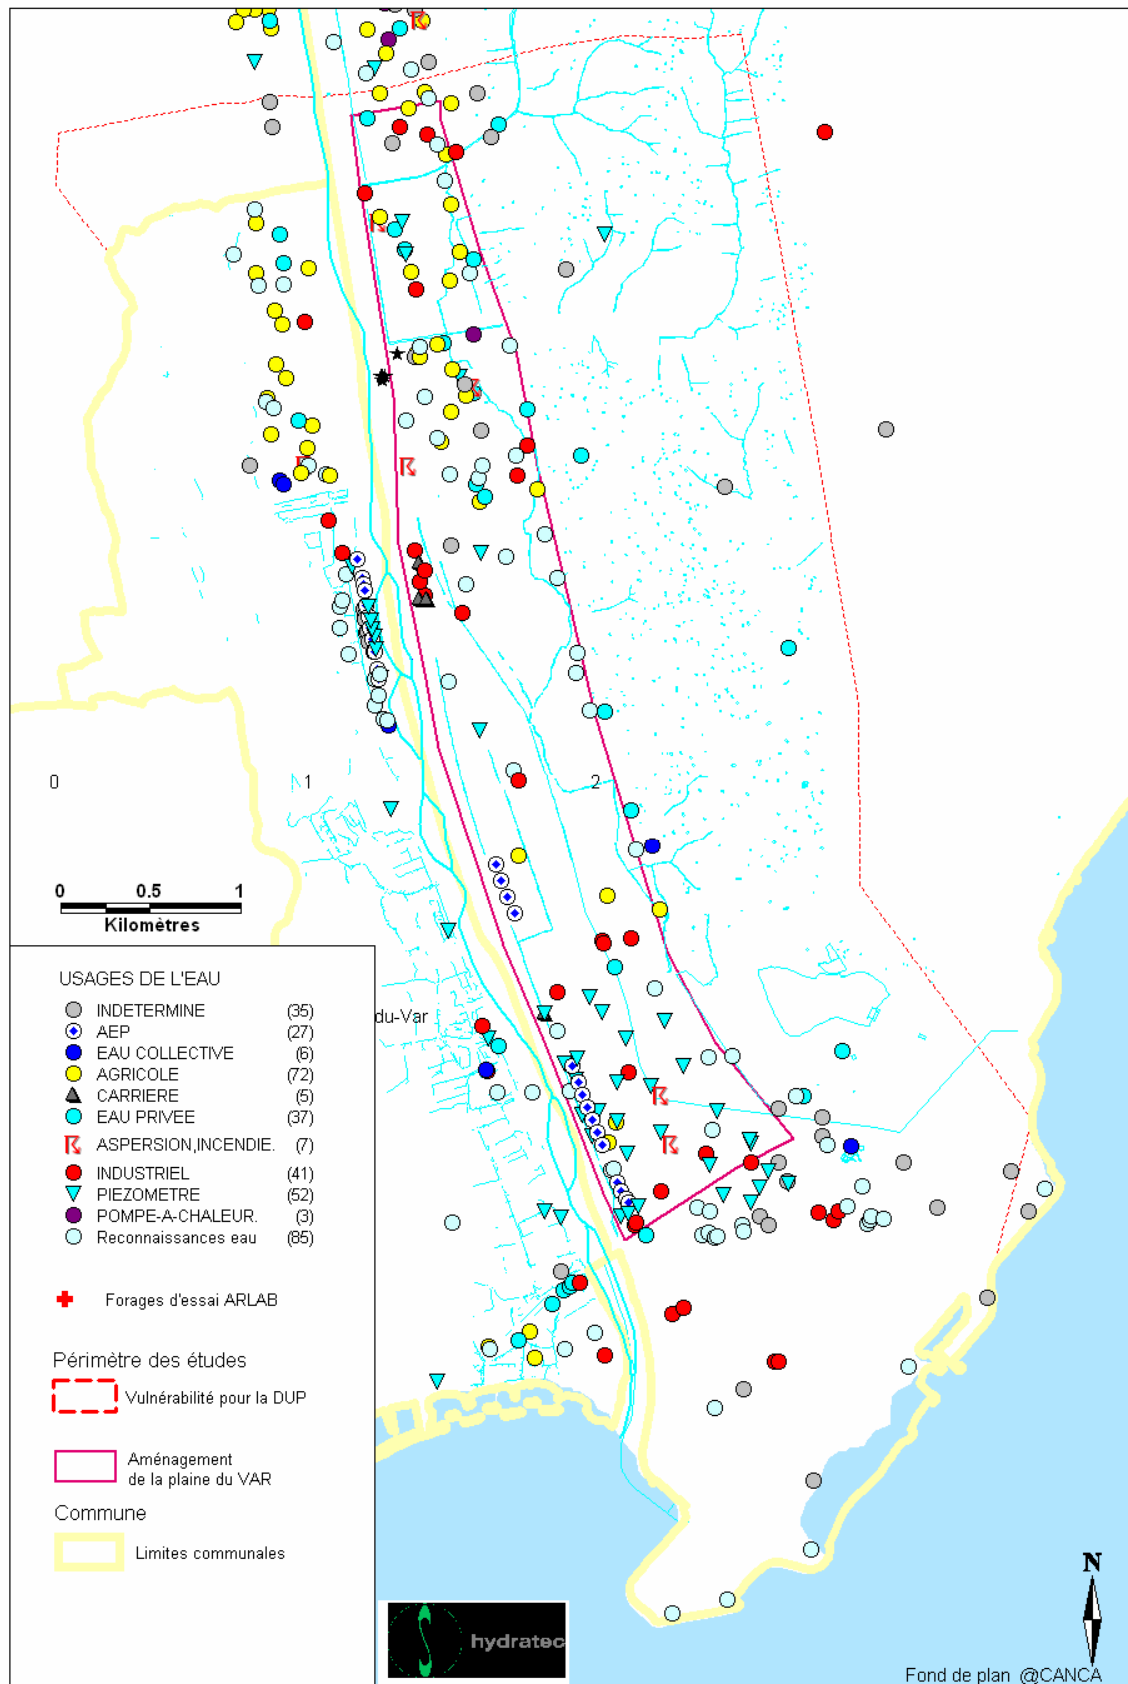 0 1 2
0 0.5 1
Kilomètres
USAGES DE L'EAU
INDETERMINE (35)
AEP (27)
EAU COLLECTIVE (6)
AGRICOLE (72)
CARRIERE (5)
EAU PRIVEE (37)
ASPERSION,INCENDIE. (7)
INDUSTRIEL (41)
PIEZOMETRE (52)
POMPE-A-CHALEUR. (3)
Reconnaissances eau (85)
du-Var
Forages d'essai ARLAB
Périmètre des études
Vulnérabilité pour la DUP
Aménagement
de la plaine du VAR
Commune
Limites communales
hydratec
N
Fond de plan @CANCA